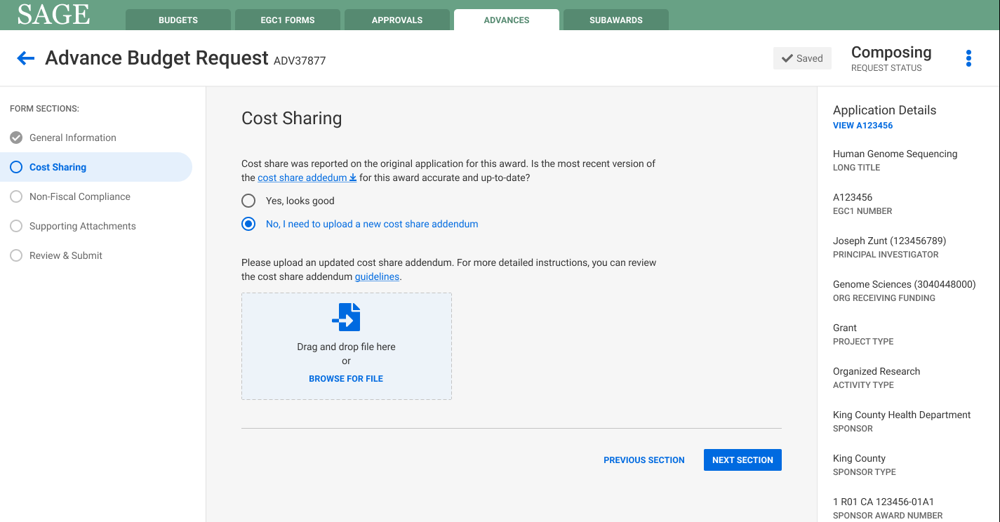 SAGE
BUDGETS
EGC1 FORMS
APPROVALS
ADVANCES
SUBAWARDS
Advance Budget Request ADV37877
Saved
Composing
REQUEST STATUS
FORM SECTIONS:
General Information
Cost Sharing
Non-Fiscal Compliance
Supporting Attachments
Review & Submit
Cost Sharing
Cost share was reported on the original application for this award. Is the most recent version of
the cost share addedum for this award accurate and up-to-date?
Yes, looks good
No, I need to upload a new cost share addendum
Please upload an updated cost share addendum. For more detailed instructions, you can review
the cost share addendum guidelines.
Drag and drop file here
or
BROWSE FOR FILE
PREVIOUS SECTION
NEXT SECTION
Application Details
VIEW A123456
Human Genome Sequencing
LONG TITLE
A123456
EGC1 NUMBER
Joseph Zunt (123456789)
PRINCIPAL INVESTIGATOR
Genome Sciences (3040448000)
ORG RECEIVING FUNDING
Grant
PROJECT TYPE
Organized Research
ACTIVITY TYPE
King County Health Department
SPONSOR
King County
SPONSOR TYPE
1 R01 CA 123456-01A1
SPONSOR AWARD NUMBER